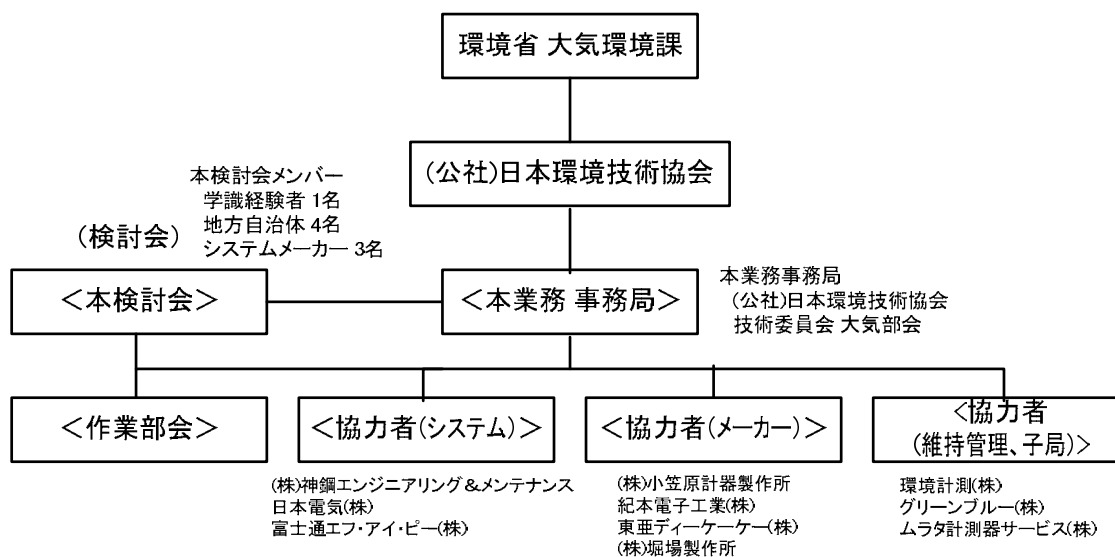 環境省 大気環境課
(公社)日本環境技術協会
本検討会メンバー
学識経験者 1名
地方自治体 4名
システムメーカー 3名
(検討会)
<本検討会>
<本業務 事務局>
本業務事務局
(公社)日本環境技術協会
技術委員会 大気部会
<作業部会>
<協力者(システム)>
<協力者(メーカー)>
<協力者
(維持管理、子局)>
(株)神鋼エンジニアリング&メンテナンス
日本電気(株)
富士通エフ・アイ・ピー(株)
(株)小笠原計器製作所
紀本電子工業(株)
東亜ディーケーケー(株)
(株)堀場製作所
環境計測(株)
グリーンブルー(株)
ムラタ計測器サービス(株)